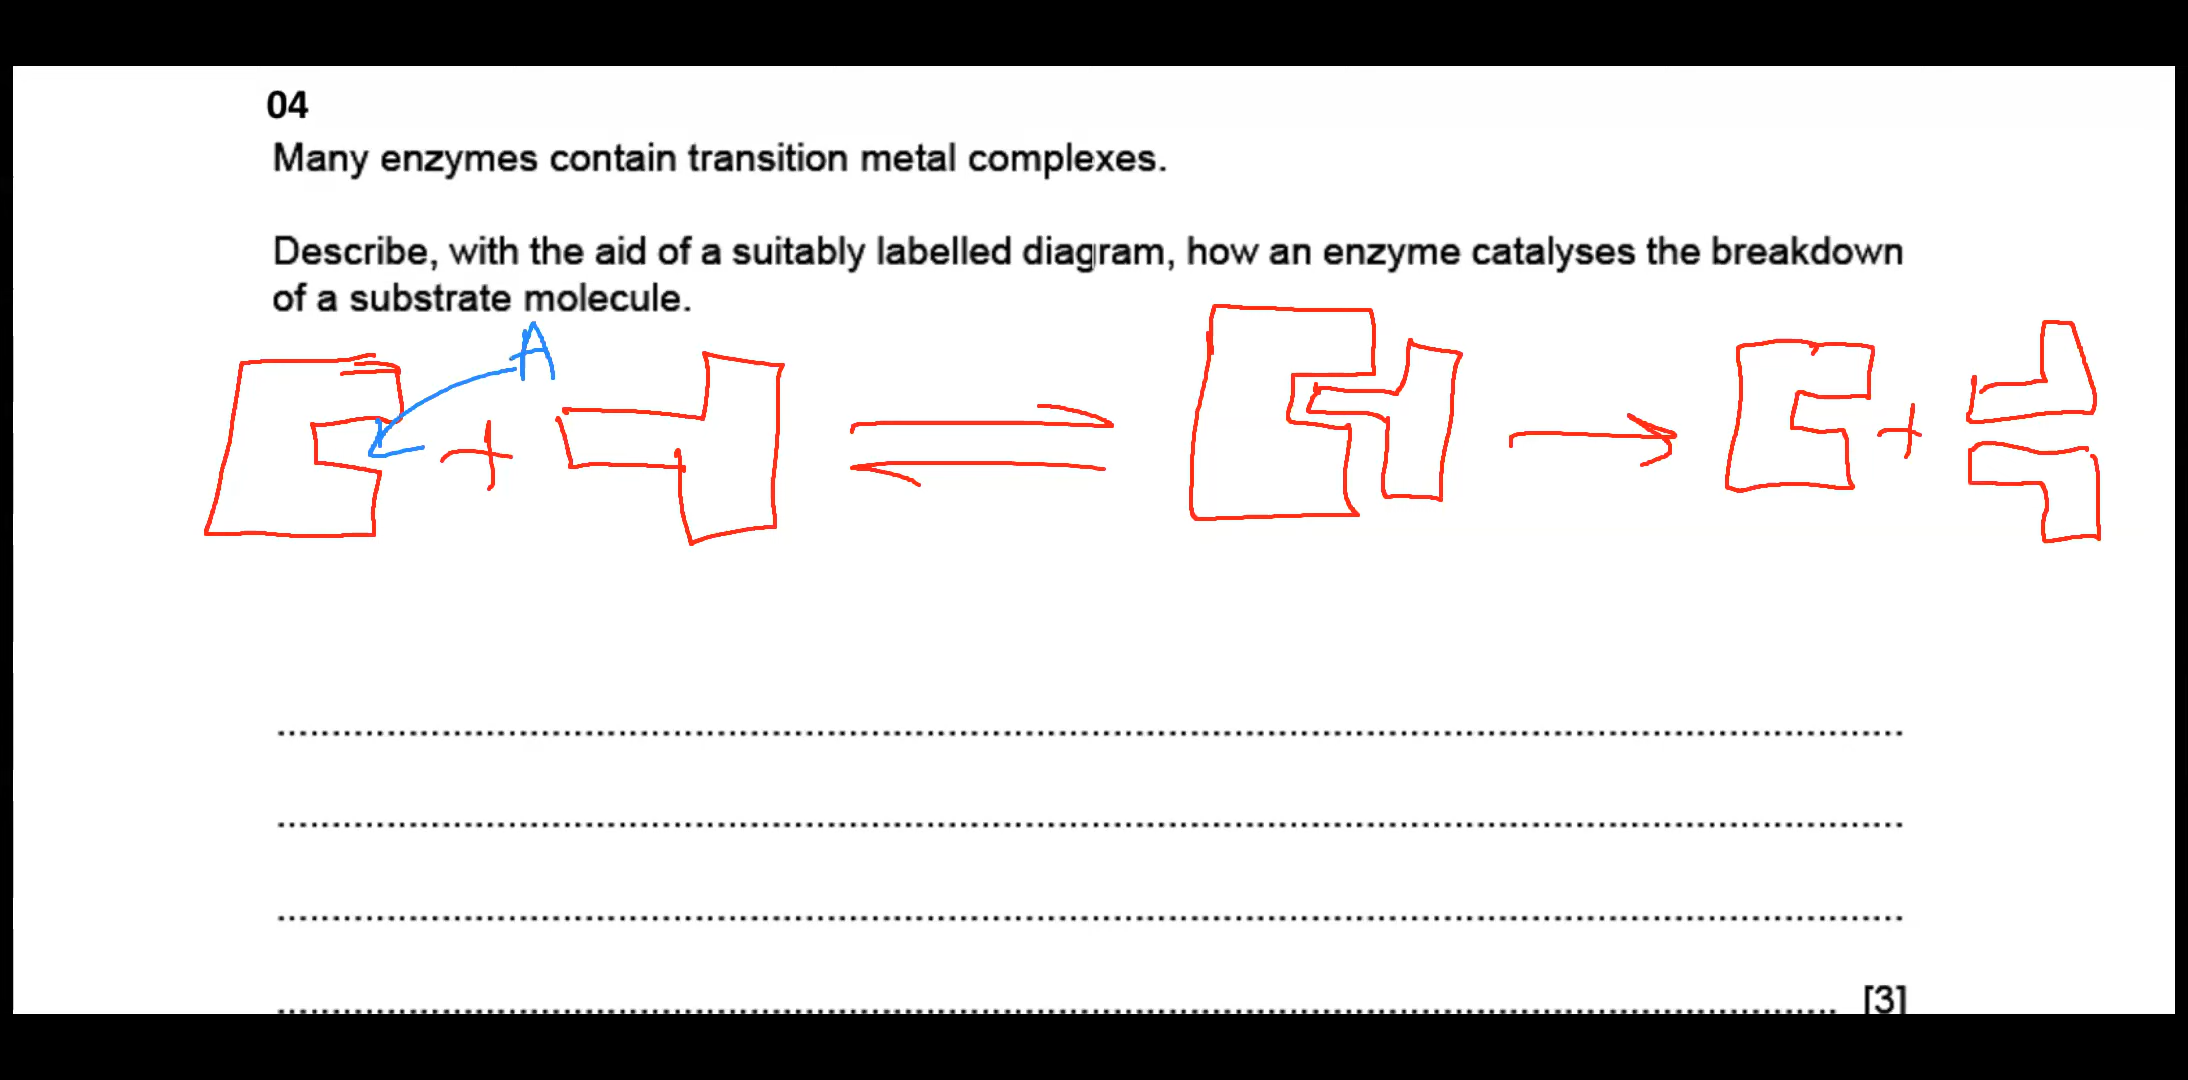 04
Many enzymes contain transition metal complexes.
Describe, with the aid of a suitably labelled diagram, how an enzyme catalyses the breakdown
of a substrate molecule.
A
+
+
[3]